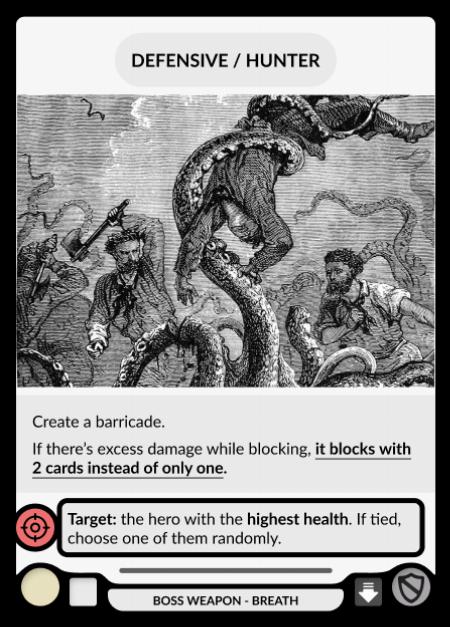 DEFENSIVE / HUNTER
Create a barricade.
If there's excess damage while blocking, it blocks with
2 cards instead of only one.
Target: the hero with the highest health. If tied,
choose one of them randomly.
BOSS WEAPON - BREATH